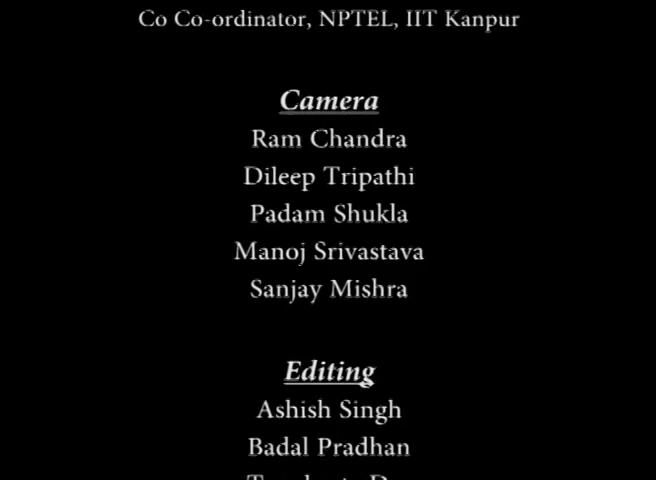 Co Co-ordinator, NPTEL, IIT Kanpur
Camera
Ram Chandra
Dileep Tripathi
Padam Shukla
Manoj Srivastava
Sanjay Mishra
Editing
Ashish Singh
Badal Pradhan